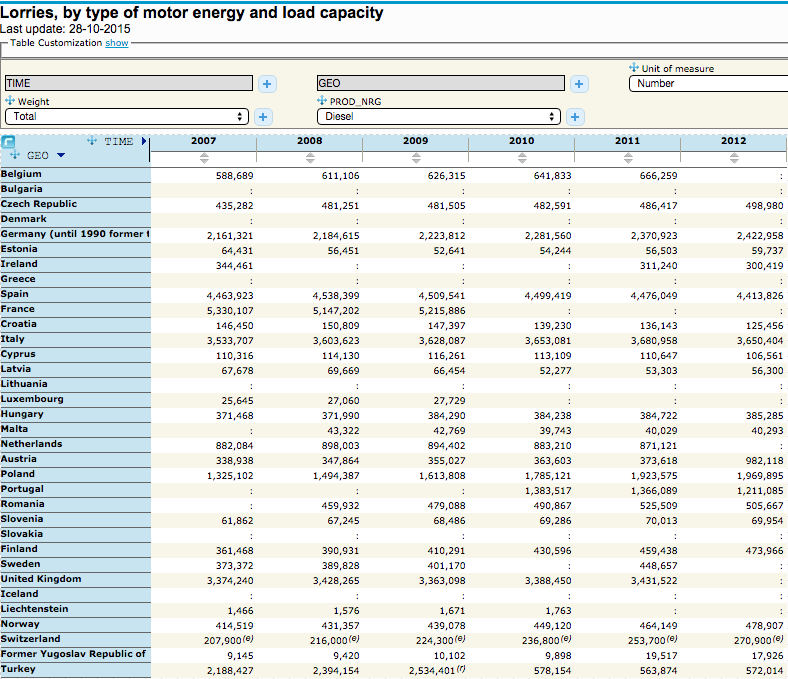 Lorries, by type of motor energy and load capacity
Last update: 28-10-2015
Table Customization show
Unit of measure
TIME + GEO + Number
Weight PROD_NRG
Total + Diesel +
TIME 2007 2008 2009 2010 2011 2012
GEO
Belgium 588,689 611,106 626,315 641,833 666,259 :
Bulgaria : : : : : :
Czech Republic 435,282 481,251 481,505 482,591 486,417 498,980
Denmark : : : : : :
Germany (until 1990 former t 2,161,321 2,184,615 2,223,812 2,281,560 2,370,923 2,422,958
Estonia 64,431 56,451 52,641 54,244 56,503 59,737
Ireland 344,461 : : : 311,240 300,419
Greece : : : : : :
Spain 4,463,923 4,538,399 4,509,541 4,499,419 4,476,049 4,413,826
France 5,330,107 5,147,202 5,215,886 : : :
Croatia 146,450 150,809 147,397 139,230 136,143 125,456
Italy 3,533,707 3,603,623 3,628,087 3,653,081 3,680,958 3,650,404
Cyprus 110,316 114,130 116,261 113,109 110,647 106,561
Latvia 67,678 69,669 66,454 52,277 53,303 56,300
Lithuania : : : : : :
Luxembourg 25,645 27,060 27,729 : : :
Hungary 371,468 371,990 384,290 384,238 384,722 385,285
Malta : 43,322 42,769 39,743 40,029 40,293
Netherlands 882,084 898,003 894,402 883,210 871,121 :
Austria 338,938 347,864 355,027 363,603 373,618 982,118
Poland 1,325,102 1,494,387 1,613,808 1,785,121 1,923,575 1,969,895
Portugal : : : 1,383,517 1,366,089 1,211,085
Romania : 459,932 479,088 490,867 525,509 505,667
Slovenia 61,862 67,245 68,486 69,286 70,013 69,954
Slovakia : : : : : :
Finland 361,468 390,931 410,291 430,596 459,438 473,966
Sweden 373,372 389,828 401,170 : 448,657 :
United Kingdom 3,374,240 3,428,265 3,363,098 3,388,450 3,431,522 :
Iceland : : : : : :
Liechtenstein 1,466 1,576 1,671 1,763 : :
Norway 414,519 431,357 439,078 449,120 464,149 478,907
Switzerland 207,900(e) 216,000(e) 224,300(e) 236,800(e) 253,700(e) 270,900(e)
Former Yugoslav Republic of 9,145 9,420 10,102 9,898 19,517 17,926
Turkey 2,188,427 2,394,154 2,534,401(r) 578,154 563,874 572,014